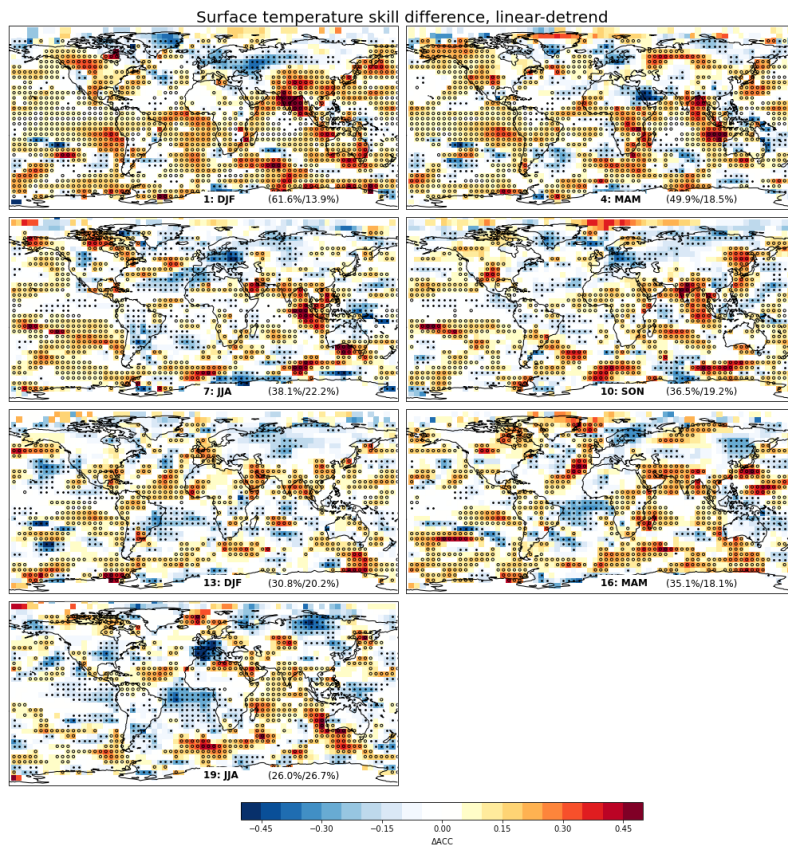 Surface temperature skill difference, linear-detrend
1: DJF (61.6%/13.9%)
4: MAM (49.9%/18.5%)
7: JJA (38.1%/22.2%)
10: SON (36.5%/19.2%)
13: DJF (30.8%/20.2%)
16: MAM (35.1%/18.1%)
19: JJA (26.0%/26.7%)
−0.45 −0.30 −0.15 0.00 0.15 0.30 0.45
ΔACC